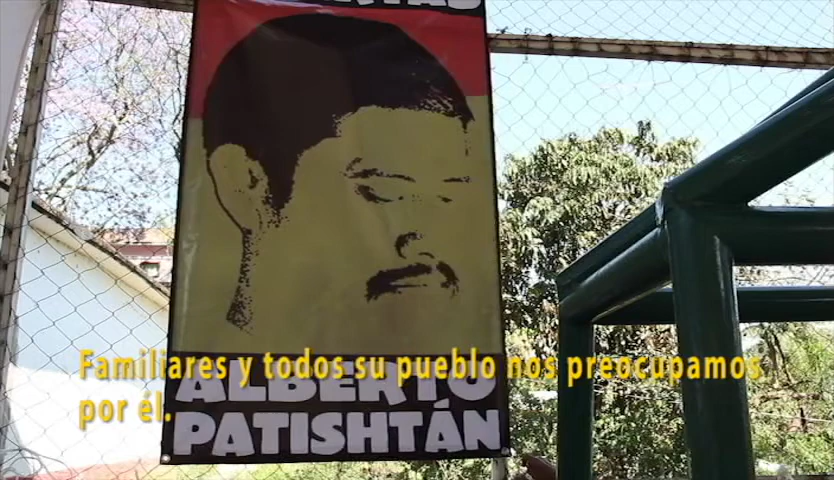 Familiares y todos su pueblo nos preocupamos
por él.
ALBERTO
PATISHTÁN